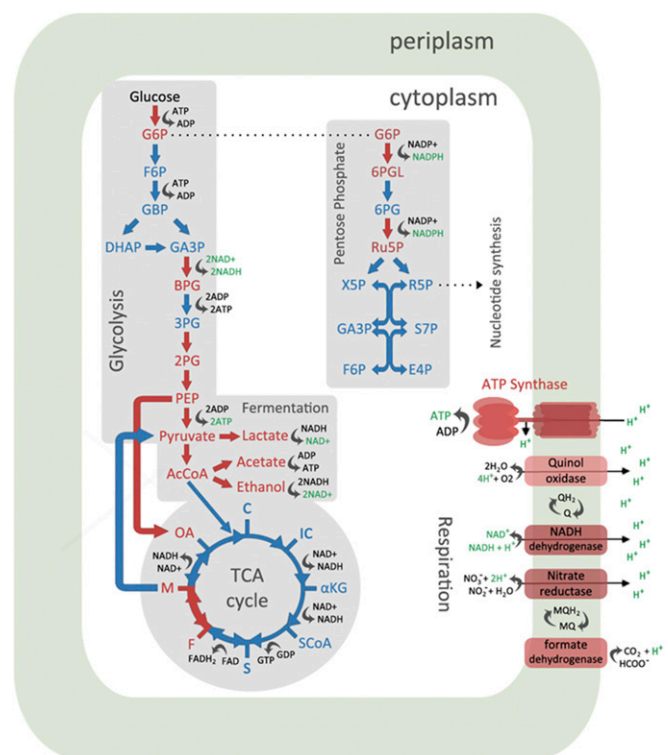 periplasm
cytoplasm
Glycolysis
Glucose
ATP
ADP
G6P
F6P
ATP
ADP
GBP
DHAP
GA3P
2NAD+
2NADH
BPG
2ADP
2ATP
3PG
2PG
PEP
2ADP
2ATP
Pyruvate
AcCoA
Fermentation
Lactate
NADH
NAD+
Acetate
ADP
ATP
Ethanol
2NADH
2NAD+
Pentose Phosphate
G6P
NADP+
NADPH
6PGL
6PG
NADP+
NADPH
Ru5P
X5P
R5P
GA3P
S7P
F6P
E4P
Nucleotide synthesis
TCA
cycle
C
IC
NAD+
NADH
αKG
NAD+
NADH
SCoA
GDP
GTP
S
FAD
FADH2
F
M
NADH
NAD+
OA
Respiration
ATP Synthase
ATP
ADP
H+
H+
H+
H+
2H2O
4H+ + O2
Quinol
oxidase
H+
H+
H+
QH2
Q
H+
NAD+
NADH + H+
NADH
dehydrogenase
H+
H+
H+
NO3- + 2H+
NO2- + H2O
Nitrate
reductase
H+
H+
MQH2
MQ
formate
dehydrogenase
CO2 + H+
HCOO-